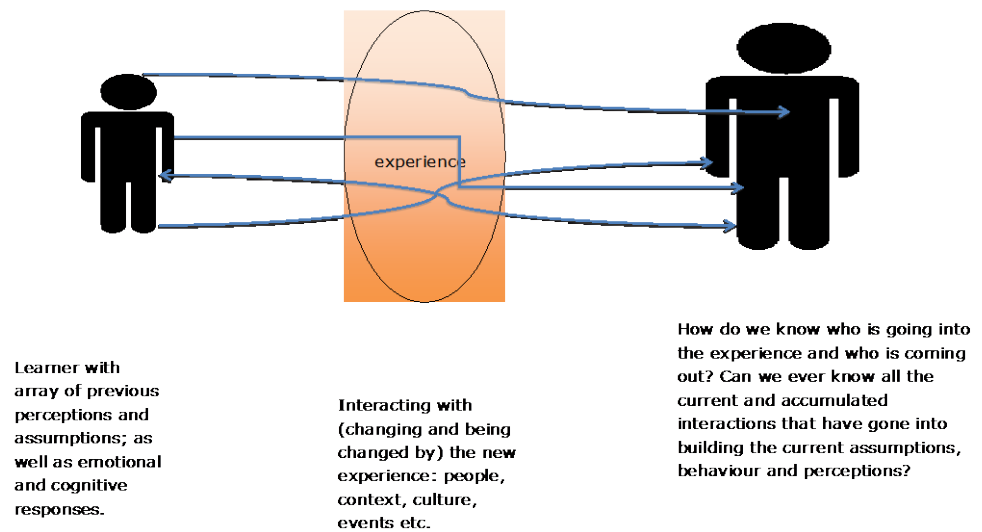 experience
Learner with
array of previous
perceptions and
assumptions; as
well as emotional
and cognitive
responses.
Interacting with
(changing and being
changed by) the new
experience: people,
context, culture,
events etc.
How do we know who is going into
the experience and who is coming
out? Can we ever know all the
current and accumulated
interactions that have gone into
building the current assumptions,
behaviour and perceptions?